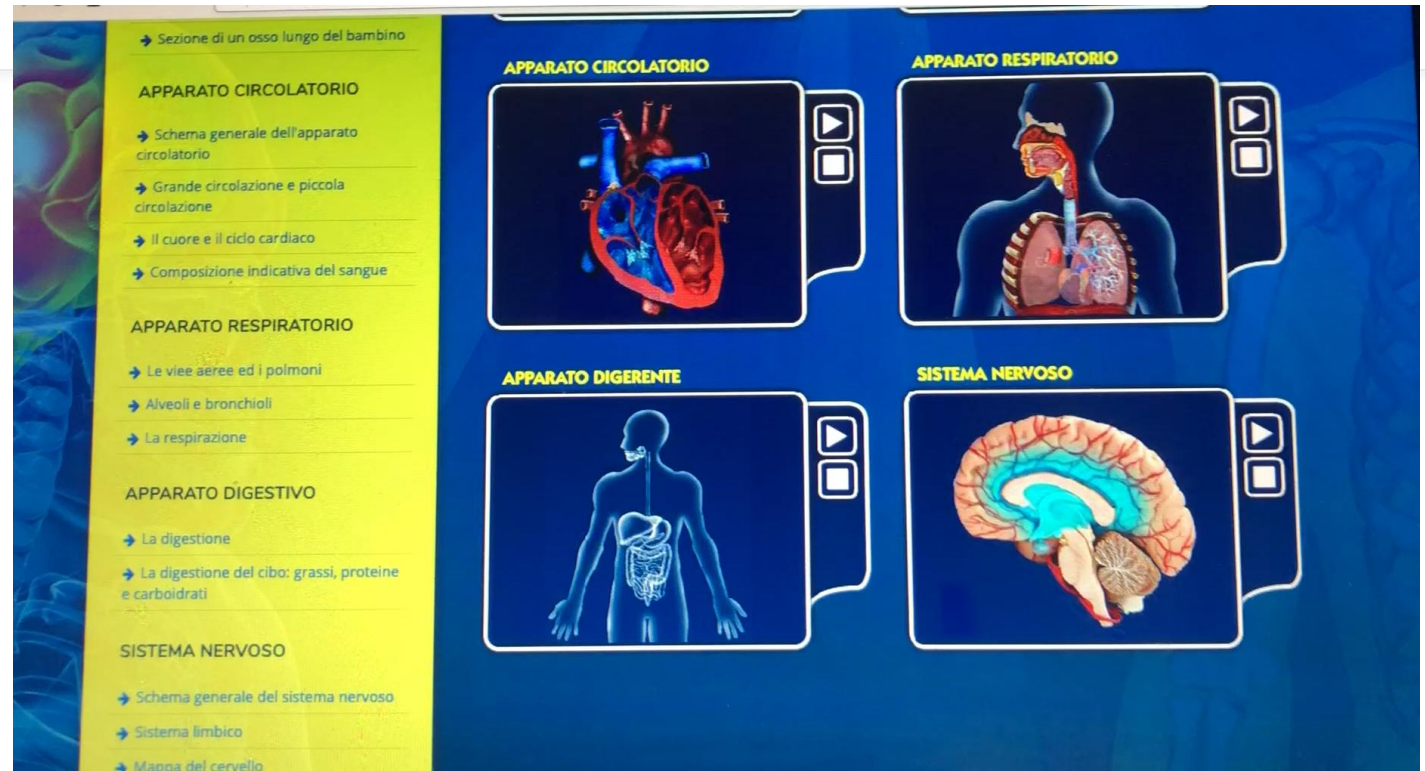 Sezione di un osso lungo del bambino
APPARATO CIRCOLATORIO
Schema generale dell'apparato
circolatorio
Grande circolazione e piccola
circolazione
Il cuore e il ciclo cardiaco
Composizione indicativa del sangue
APPARATO RESPIRATORIO
Le viee aeree ed i polmoni
Alveoli e bronchioli
La respirazione
APPARATO DIGESTIVO
La digestione
La digestione del cibo: grassi, proteine
e carboidrati
SISTEMA NERVOSO
Schema generale del sistema nervoso
Sistema limbico
Mappa del cervello
APPARATO CIRCOLATORIO
APPARATO RESPIRATORIO
APPARATO DIGERENTE
SISTEMA NERVOSO